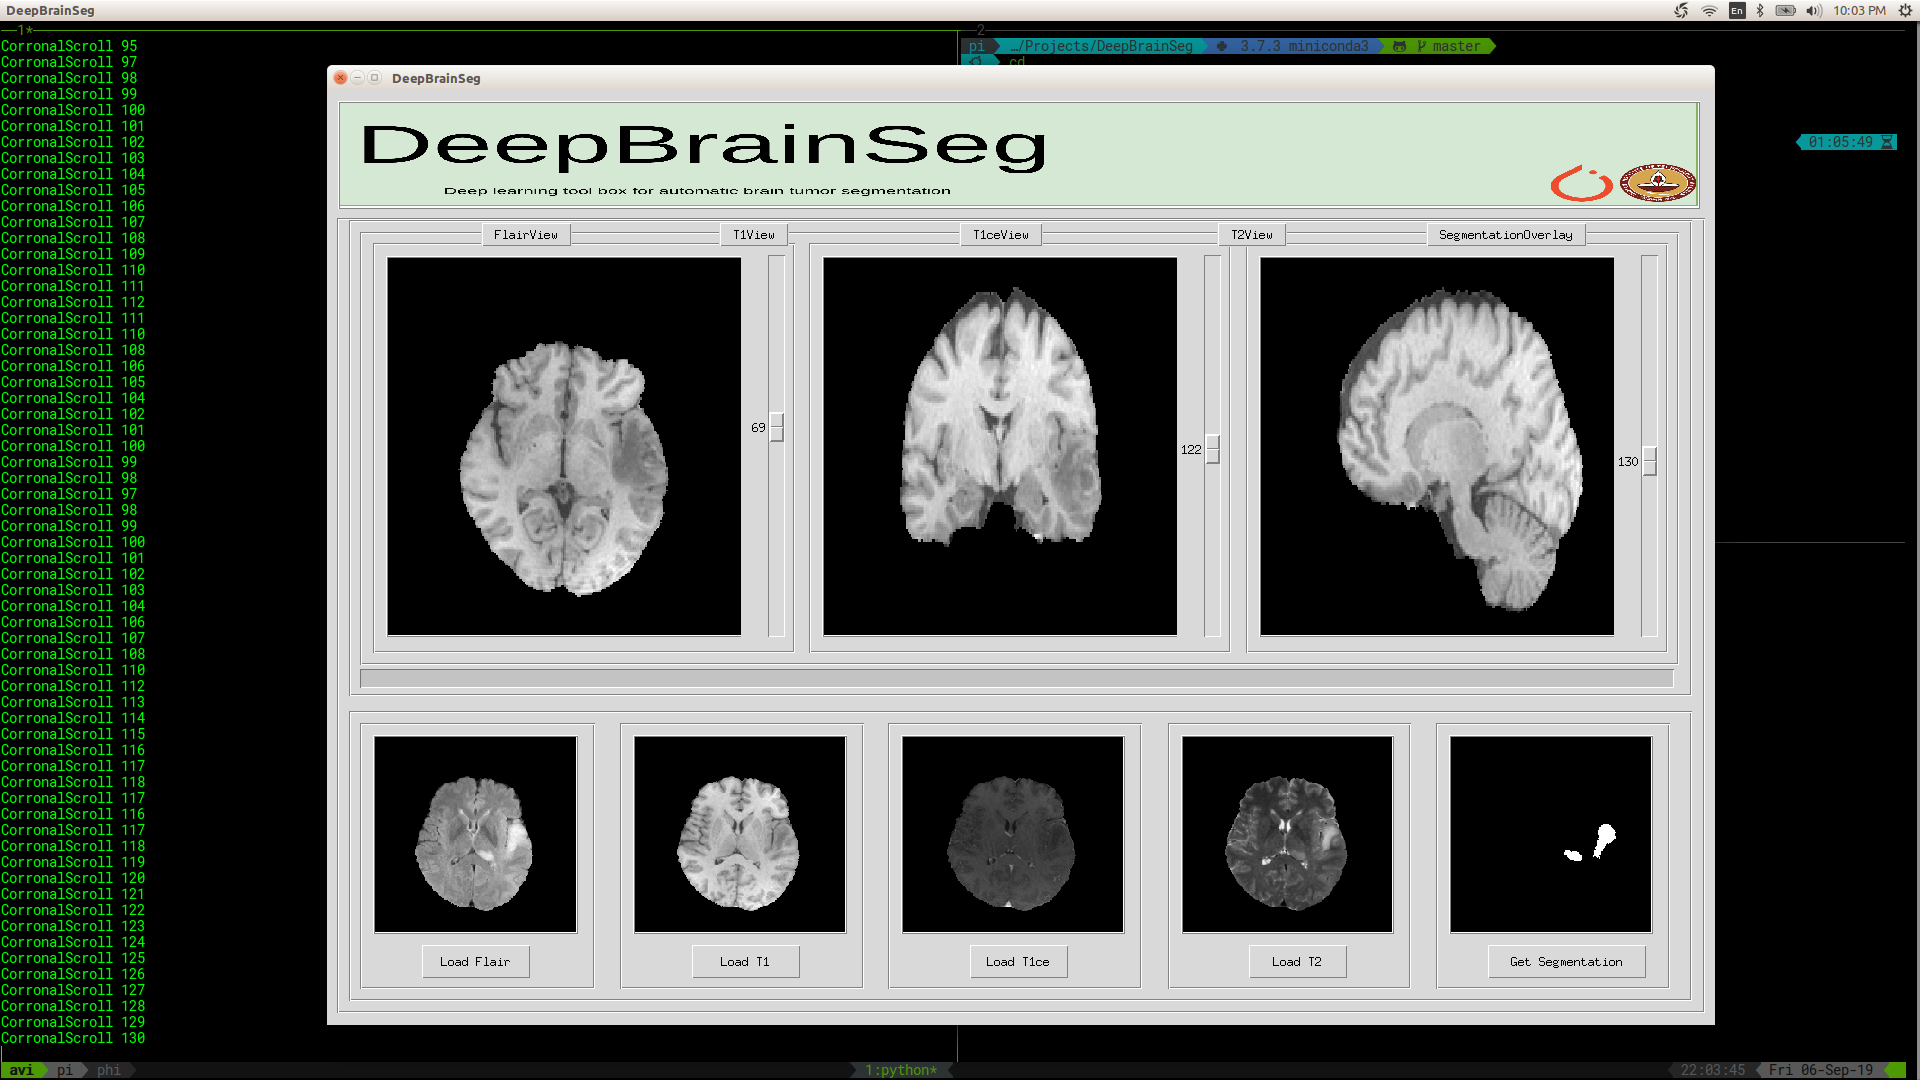 DeepBrainSeg
En
10:03 PM
1*
2
CorronalScroll 95
CorronalScroll 97
CorronalScroll 98
CorronalScroll 99
CorronalScroll 100
CorronalScroll 101
CorronalScroll 102
CorronalScroll 103
CorronalScroll 104
CorronalScroll 105
CorronalScroll 106
CorronalScroll 107
CorronalScroll 108
CorronalScroll 109
CorronalScroll 110
CorronalScroll 111
CorronalScroll 112
CorronalScroll 111
CorronalScroll 110
CorronalScroll 108
CorronalScroll 106
CorronalScroll 105
CorronalScroll 104
CorronalScroll 102
CorronalScroll 101
CorronalScroll 100
CorronalScroll 99
CorronalScroll 98
CorronalScroll 97
CorronalScroll 98
CorronalScroll 99
CorronalScroll 100
CorronalScroll 101
CorronalScroll 102
CorronalScroll 103
CorronalScroll 104
CorronalScroll 106
CorronalScroll 107
CorronalScroll 108
CorronalScroll 110
CorronalScroll 112
CorronalScroll 113
CorronalScroll 114
CorronalScroll 115
CorronalScroll 116
CorronalScroll 117
CorronalScroll 118
CorronalScroll 117
CorronalScroll 116
CorronalScroll 117
CorronalScroll 118
CorronalScroll 119
CorronalScroll 120
CorronalScroll 121
CorronalScroll 122
CorronalScroll 123
CorronalScroll 124
CorronalScroll 125
CorronalScroll 126
CorronalScroll 127
CorronalScroll 128
CorronalScroll 129
CorronalScroll 130
pi …/Projects/DeepBrainSeg 3.7.3 miniconda3 master
cd
01:05:49
DeepBrainSeg
DeepBrainSeg
Deep learning tool box for automatic brain tumor segmentation
FlairView
T1View
T1ceView
T2View
SegmentationOverlay
69
122
130
Load Flair
Load T1
Load T1ce
Load T2
Get Segmentation
avi pi phi
1:python*
22:03:45
Fri 06-Sep-19